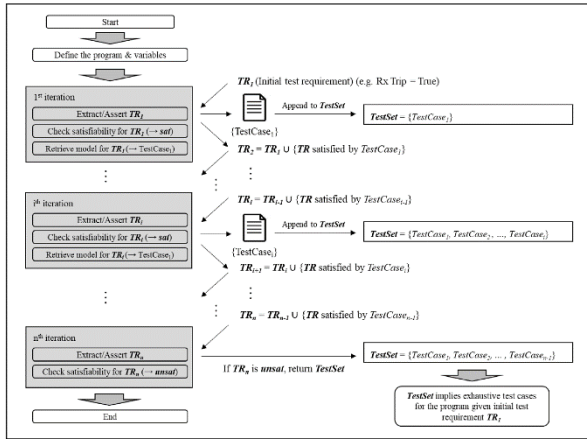 Start
Define the program & variables
1st iteration
Extract/Assert TR1
Check satisfiability for TR1 (→ sat)
Retrieve model for TR1 (→ TestCase1)
TR1 (Initial test requirement) (e.g. Rx Trip = True)
{TestCase1}
Append to TestSet
TestSet = {TestCase1}
TR2 = TR1 ∪ {TR satisfied by TestCase1}
ith iteration
Extract/Assert TRi
Check satisfiability for TRi (→ sat)
Retrieve model for TRi (→ TestCasei)
TRi = TRi-1 ∪ {TR satisfied by TestCasei-1}
{TestCasei}
Append to TestSet
TestSet = {TestCase1, TestCase2, ..., TestCasei}
TRi+1 = TRi ∪ {TR satisfied by TestCasei}
TRn = TRn-1 ∪ {TR satisfied by TestCasen-1}
nth iteration
Extract/Assert TRn
Check satisfiability for TRn (→ unsat)
If TRn is unsat, return TestSet
TestSet = {TestCase1, TestCase2, ... , TestCasen-1}
End
TestSet implies exhaustive test cases
for the program given initial test
requirement TR1